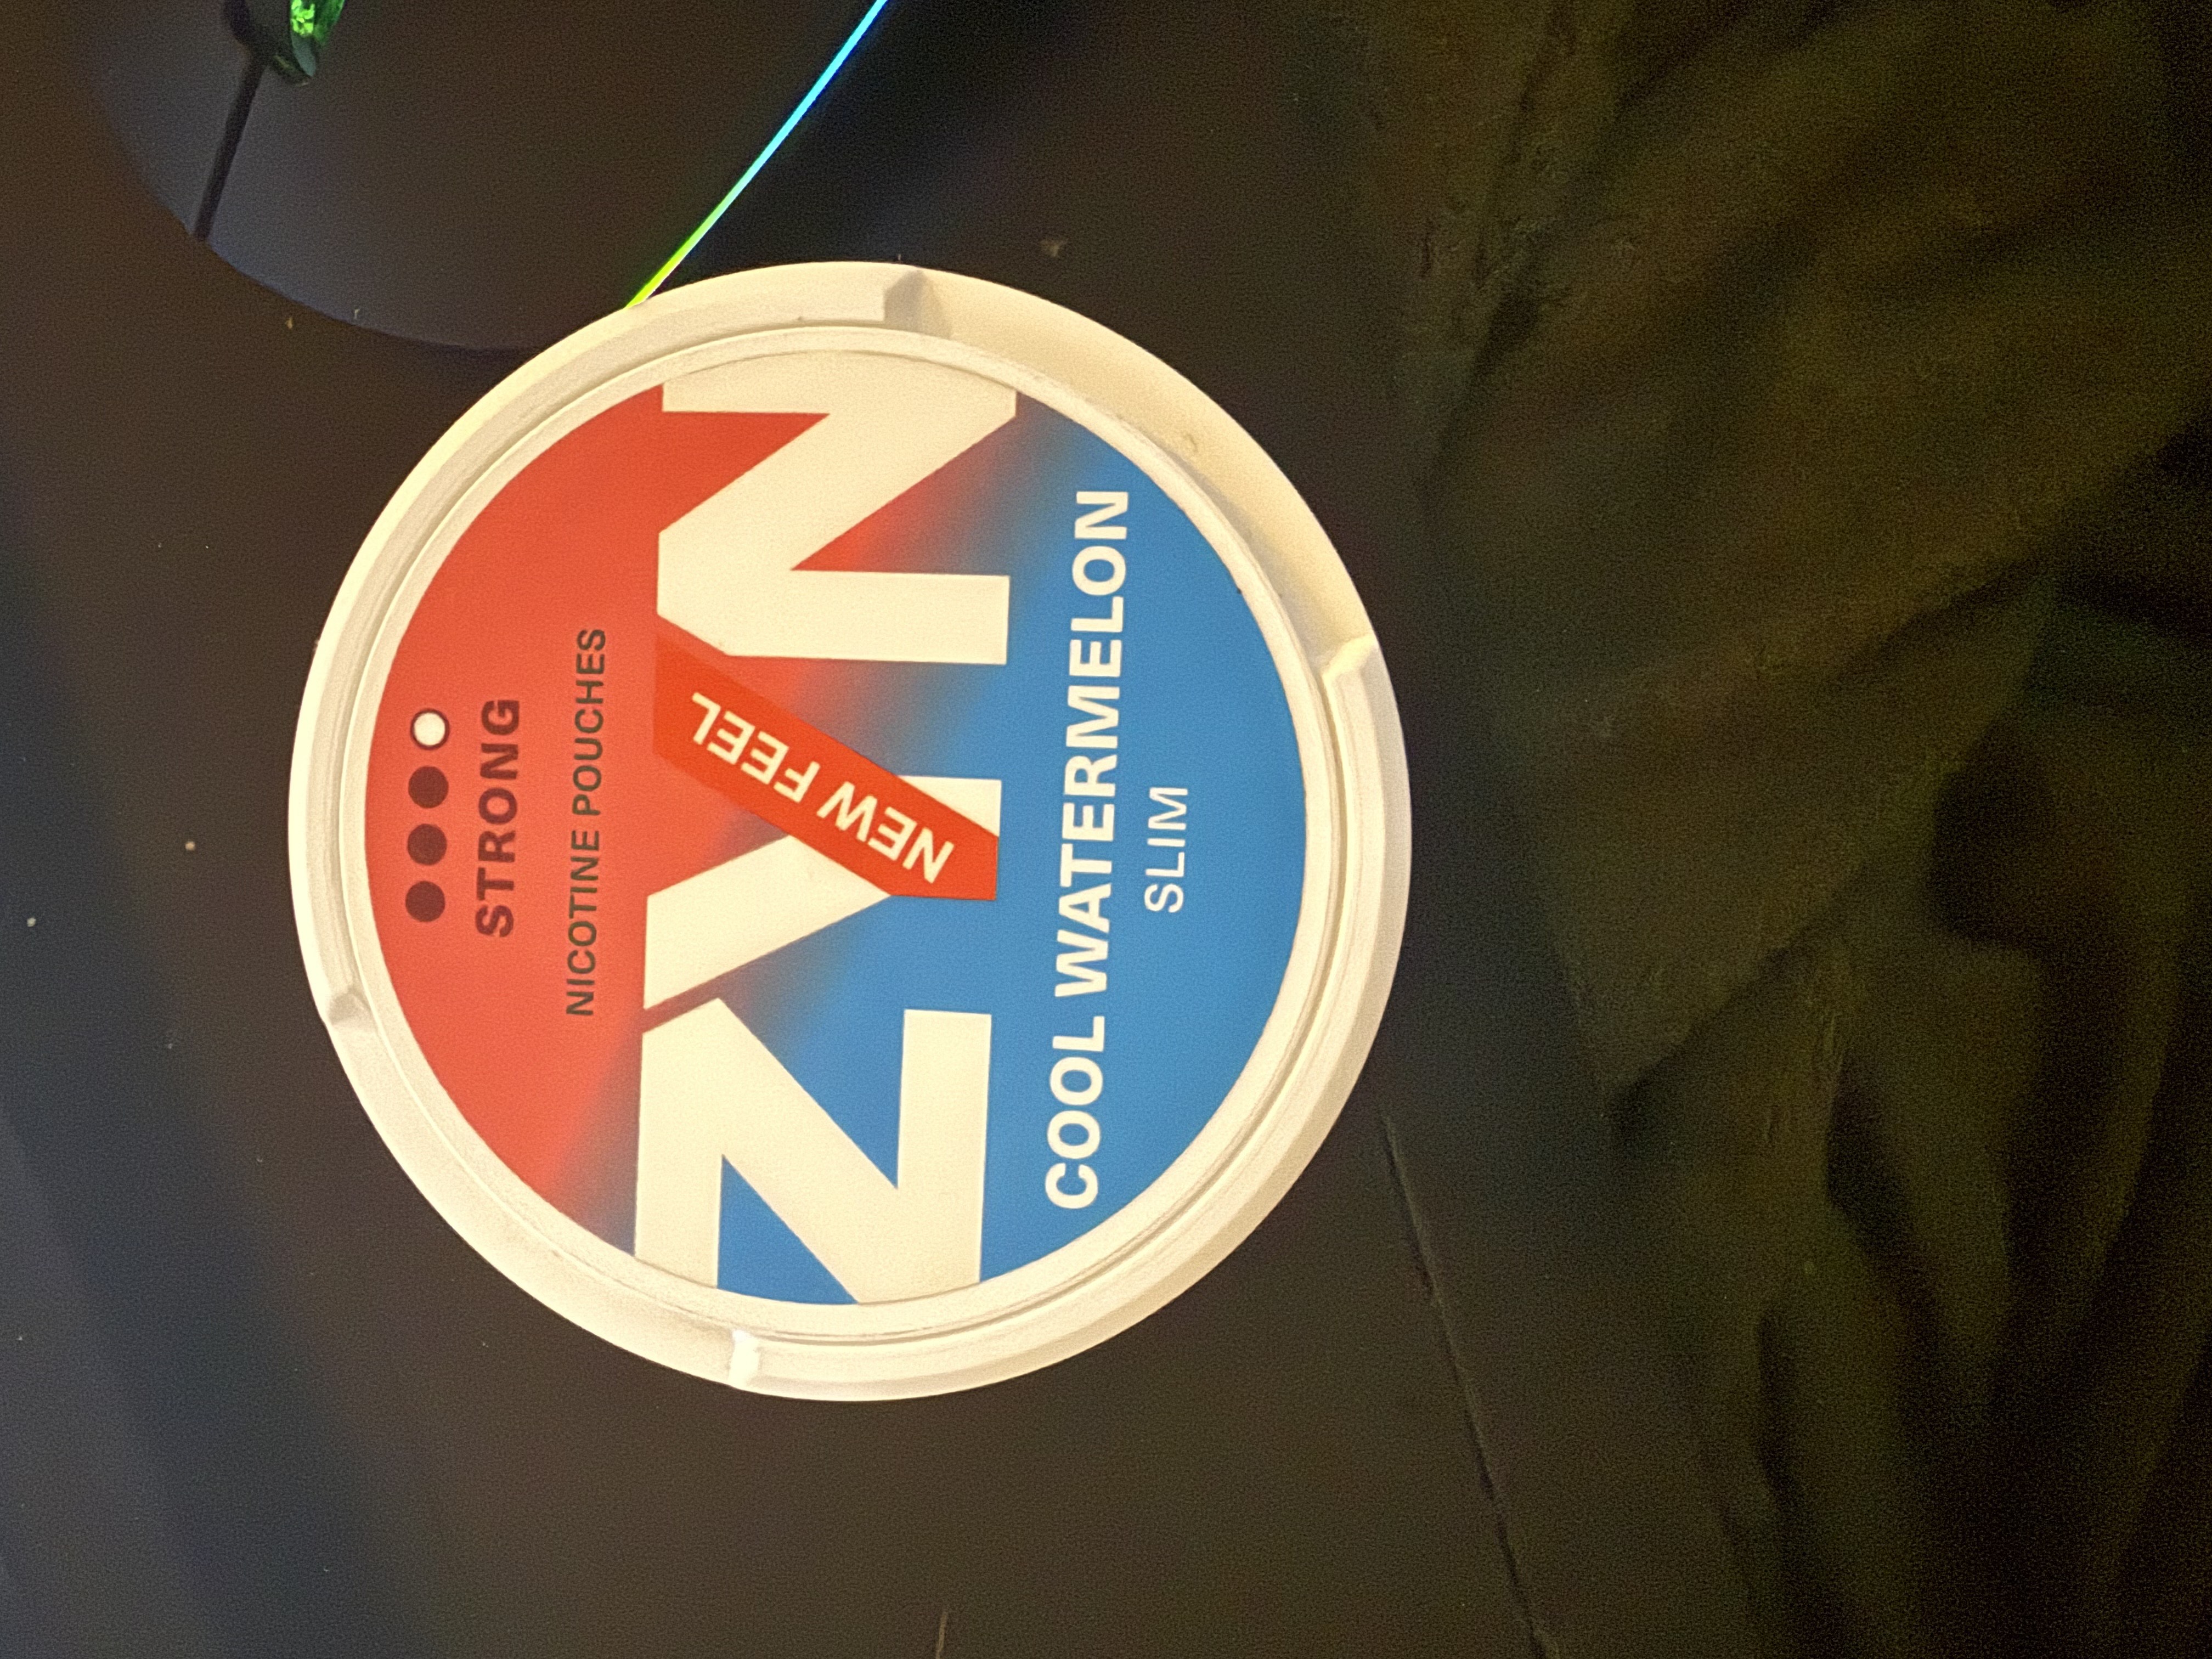 STRONG
NICOTINE POUCHES
ZYN
NEW FEEL
COOL WATERMELON
SLIM